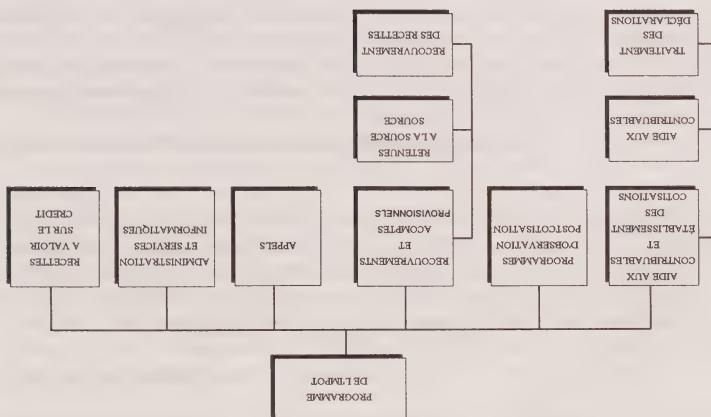 PROGRAMME
DE L'IMPOT
AIDE AUX
CONTRIBUABLES
ET
ÉTABLISSEMENT
DES
COTISATIONS
PROGRAMMES
D'OBSERVATION
POSTCOTISATION
RECOUVREMENTS
ET
ACOMPTES
PROVISIONNELS
APPELS
ADMINISTRATION
ET SERVICES
INFORMATIQUES
RECETTES
A VALOIR
SUR LE
CREDIT
AIDE AUX
CONTRIBUABLES
RETENUES
A LA SOURCE
SOURCE
TRAITEMENT
DES
DÉCLARATIONS
RECOUVREMENT
DES RECETTES